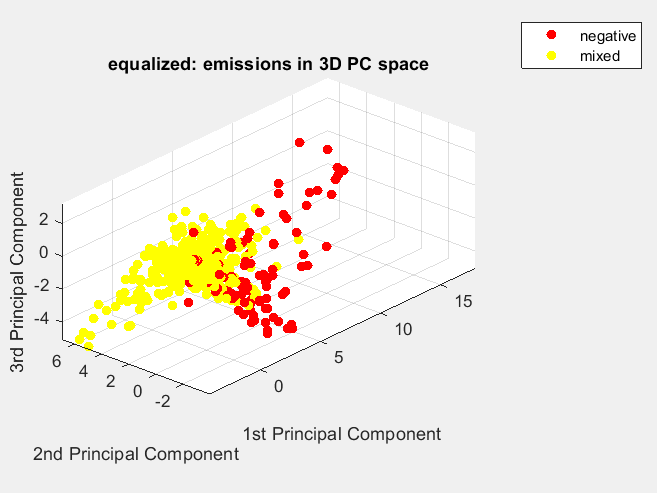 negative
mixed
equalized: emissions in 3D PC space
3rd Principal Component
2
0
-2
-4
6
4
2
0
-2
0
5
10
15
1st Principal Component
2nd Principal Component